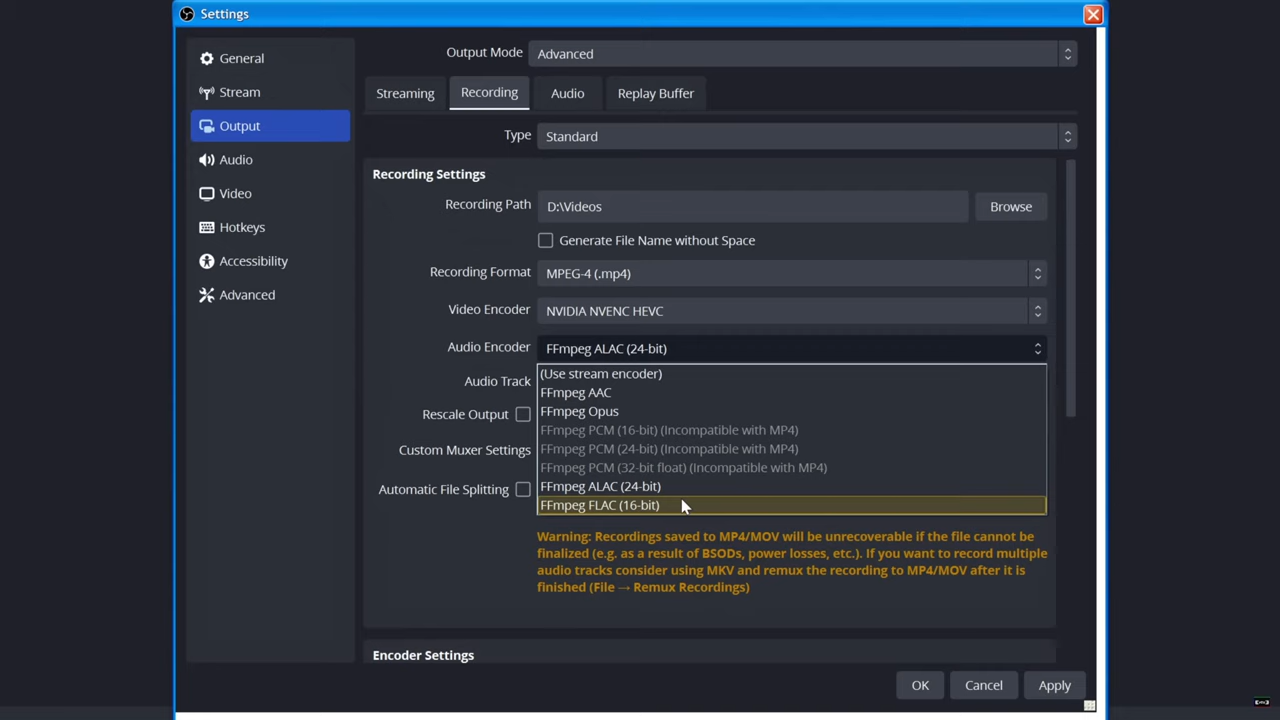 Settings
General
Stream
Output
Audio
Video
Hotkeys
Accessibility
Advanced
Output Mode Advanced
Streaming Recording Audio Replay Buffer
Type Standard
Recording Settings
Recording Path D:\Videos Browse
Generate File Name without Space
Recording Format MPEG-4 (.mp4)
Video Encoder NVIDIA NVENC HEVC
Audio Encoder FFmpeg ALAC (24-bit)
(Use stream encoder)
Audio Track
FFmpeg AAC
FFmpeg Opus
Rescale Output
FFmpeg PCM (16-bit) (Incompatible with MP4)
Custom Muxer Settings
FFmpeg PCM (24-bit) (Incompatible with MP4)
FFmpeg PCM (32-bit float) (Incompatible with MP4)
Automatic File Splitting
FFmpeg ALAC (24-bit)
FFmpeg FLAC (16-bit)
Warning: Recordings saved to MP4/MOV will be unrecoverable if the file cannot be
finalized (e.g. as a result of BSODs, power losses, etc.). If you want to record multiple
audio tracks consider using MKV and remux the recording to MP4/MOV after it is
finished (File → Remux Recordings)
Encoder Settings
OK Cancel Apply